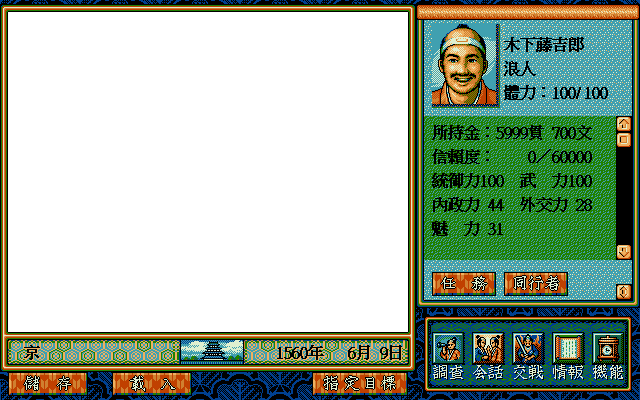 木下藤吉郎
浪人
體力：100/100
所持金：5999貫 700文
信賴度： 0/60000
統御力100 武 力100
內政力 44 外交力 28
魅 力 31
任 務 同行者
京 1560年 6月 9日
調查 会話 交戦 情報 機能
儲 存 載 入 指定目標